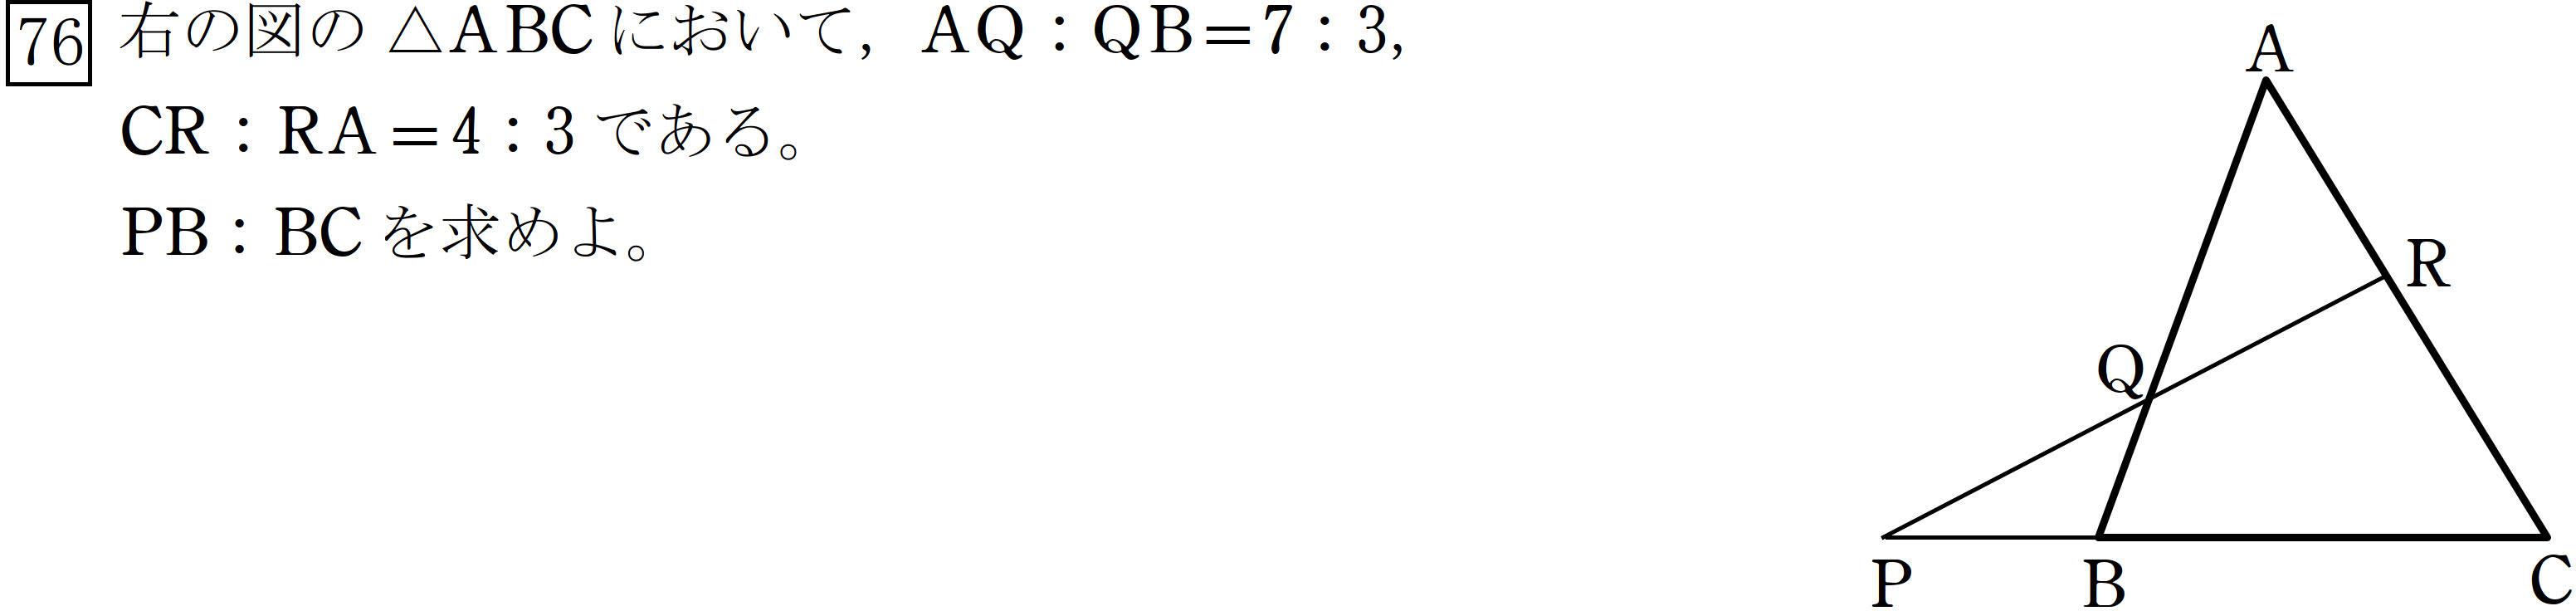 76 右の図の △ABC において，AQ：QB＝7：3，
CR：RA＝4：3 である。
PB：BC を求めよ。
A
R
Q
P B C